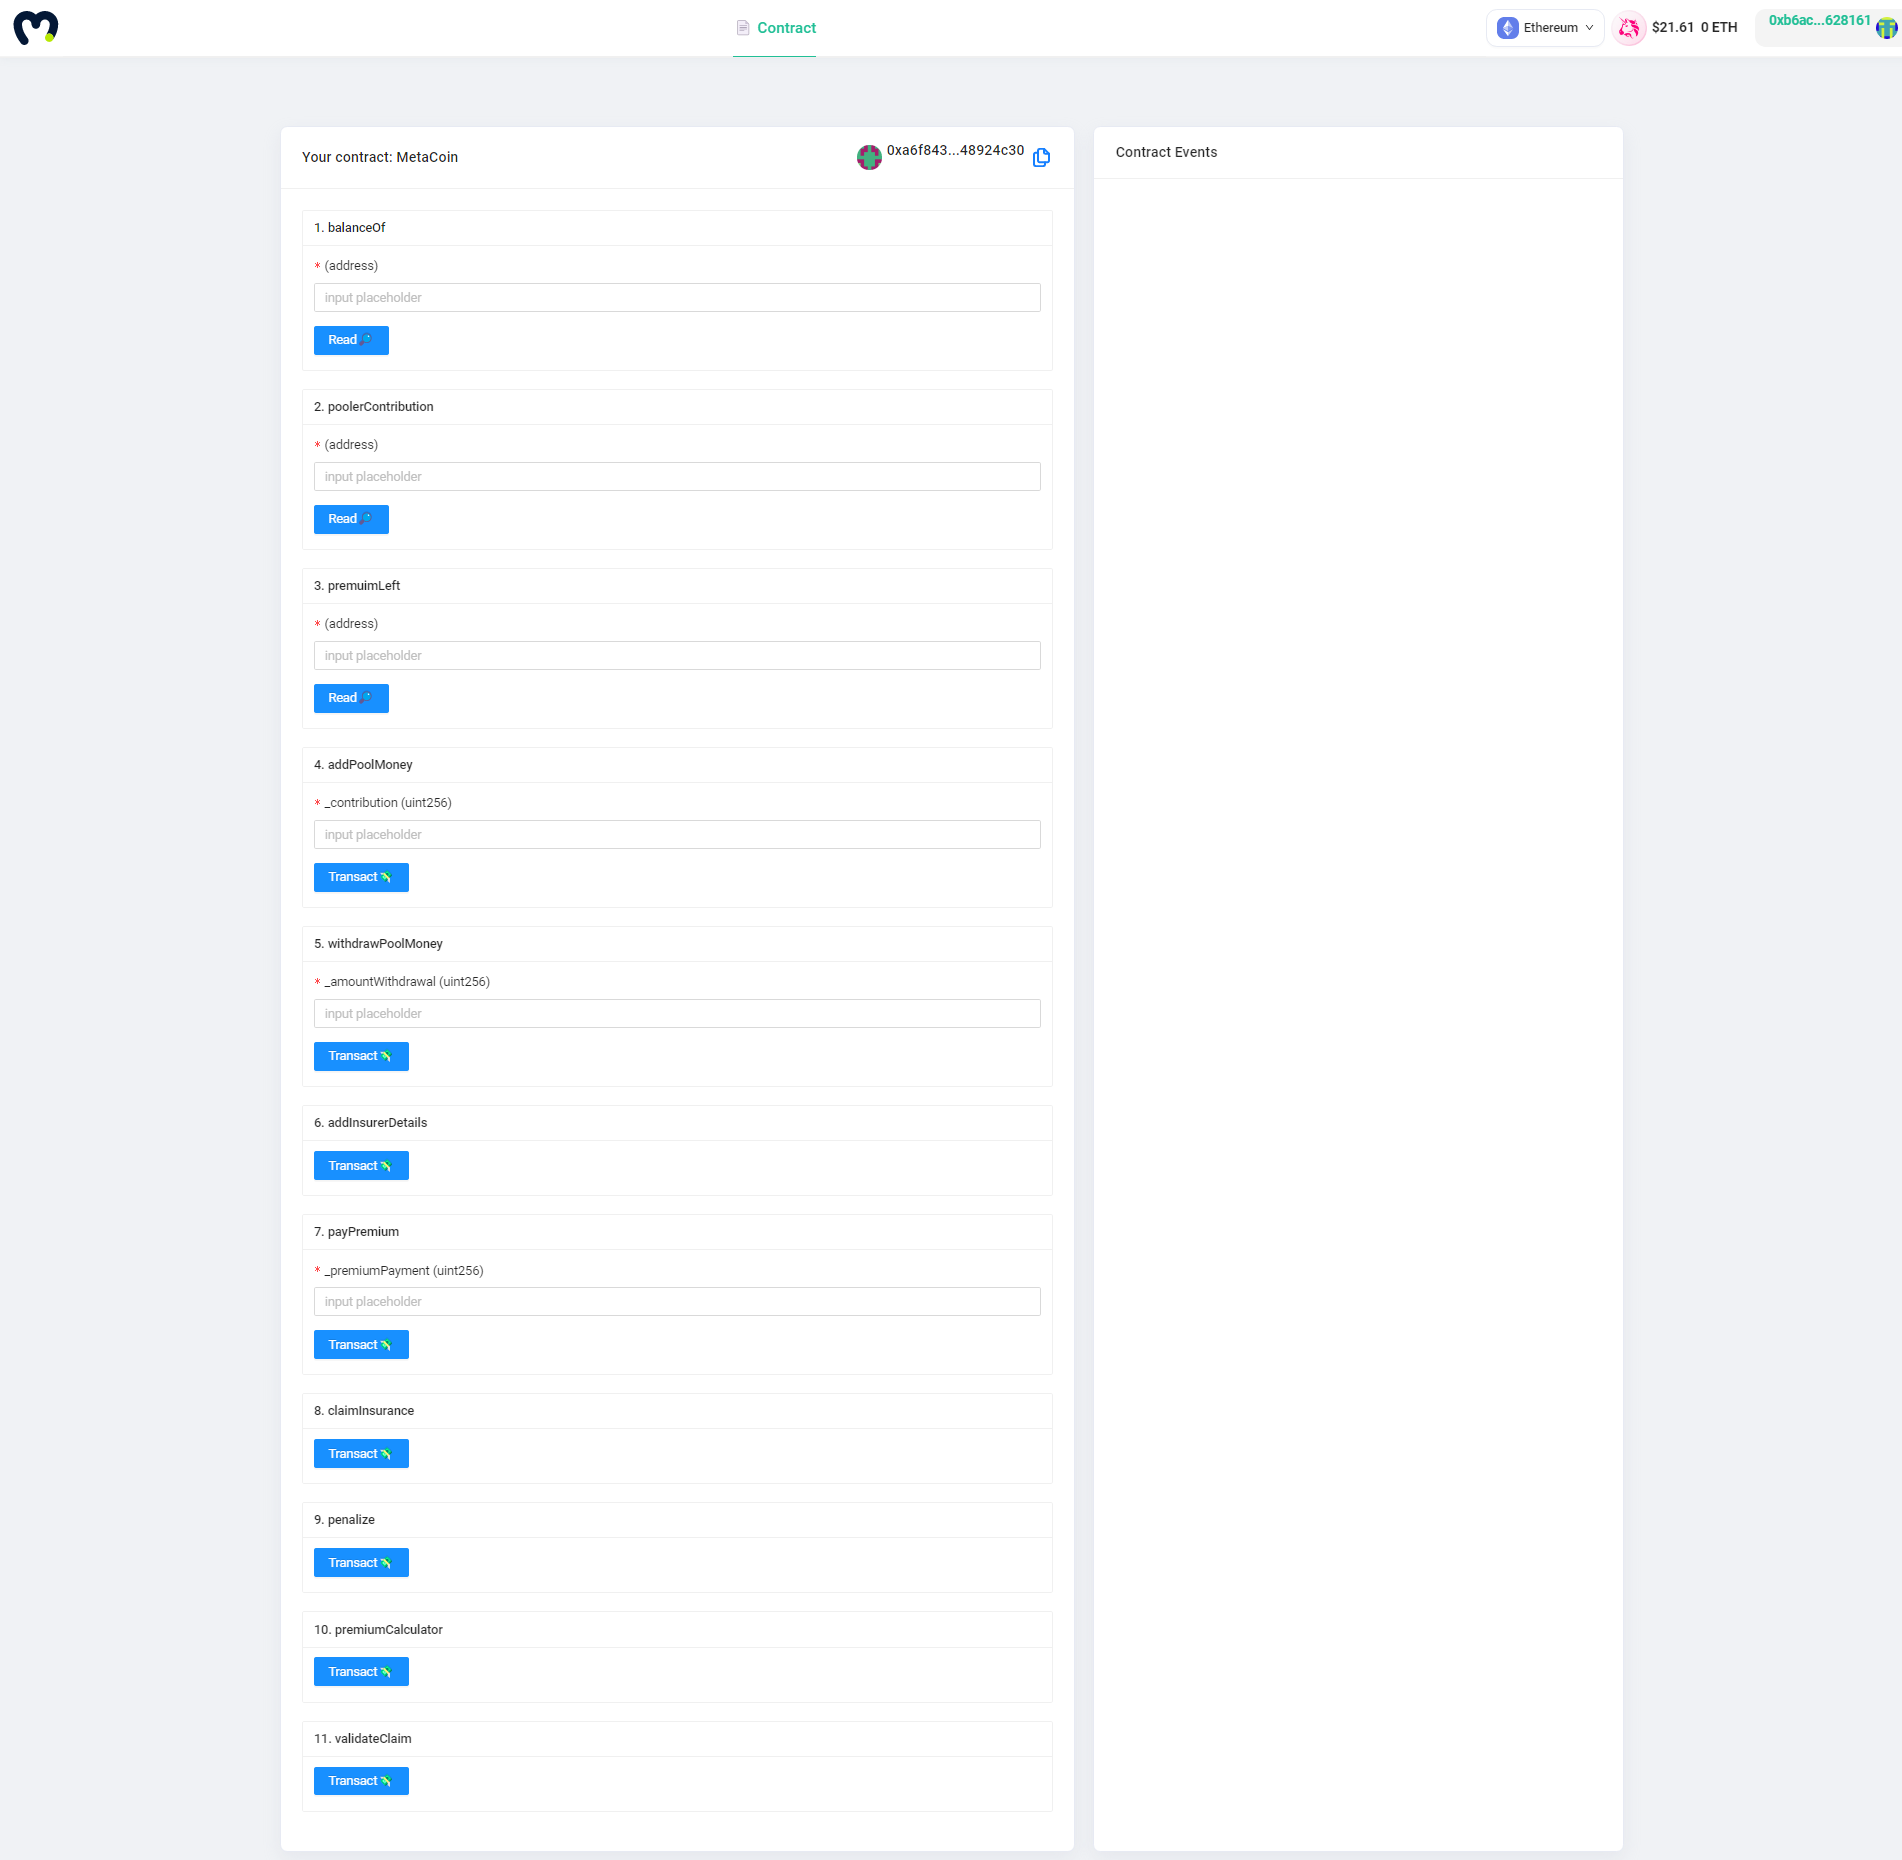 Contract
Ethereum
$21.61 0 ETH
0xb6ac...628161
Your contract: MetaCoin
0xa6f843...48924c30
Contract Events
1. balanceOf
* (address)
input placeholder
Read
2. poolerContribution
* (address)
input placeholder
Read
3. premuimLeft
* (address)
input placeholder
Read
4. addPoolMoney
* _contribution (uint256)
input placeholder
Transact
5. withdrawPoolMoney
* _amountWithdrawal (uint256)
input placeholder
Transact
6. addInsurerDetails
Transact
7. payPremium
* _premiumPayment (uint256)
input placeholder
Transact
8. claimInsurance
Transact
9. penalize
Transact
10. premiumCalculator
Transact
11. validateClaim
Transact